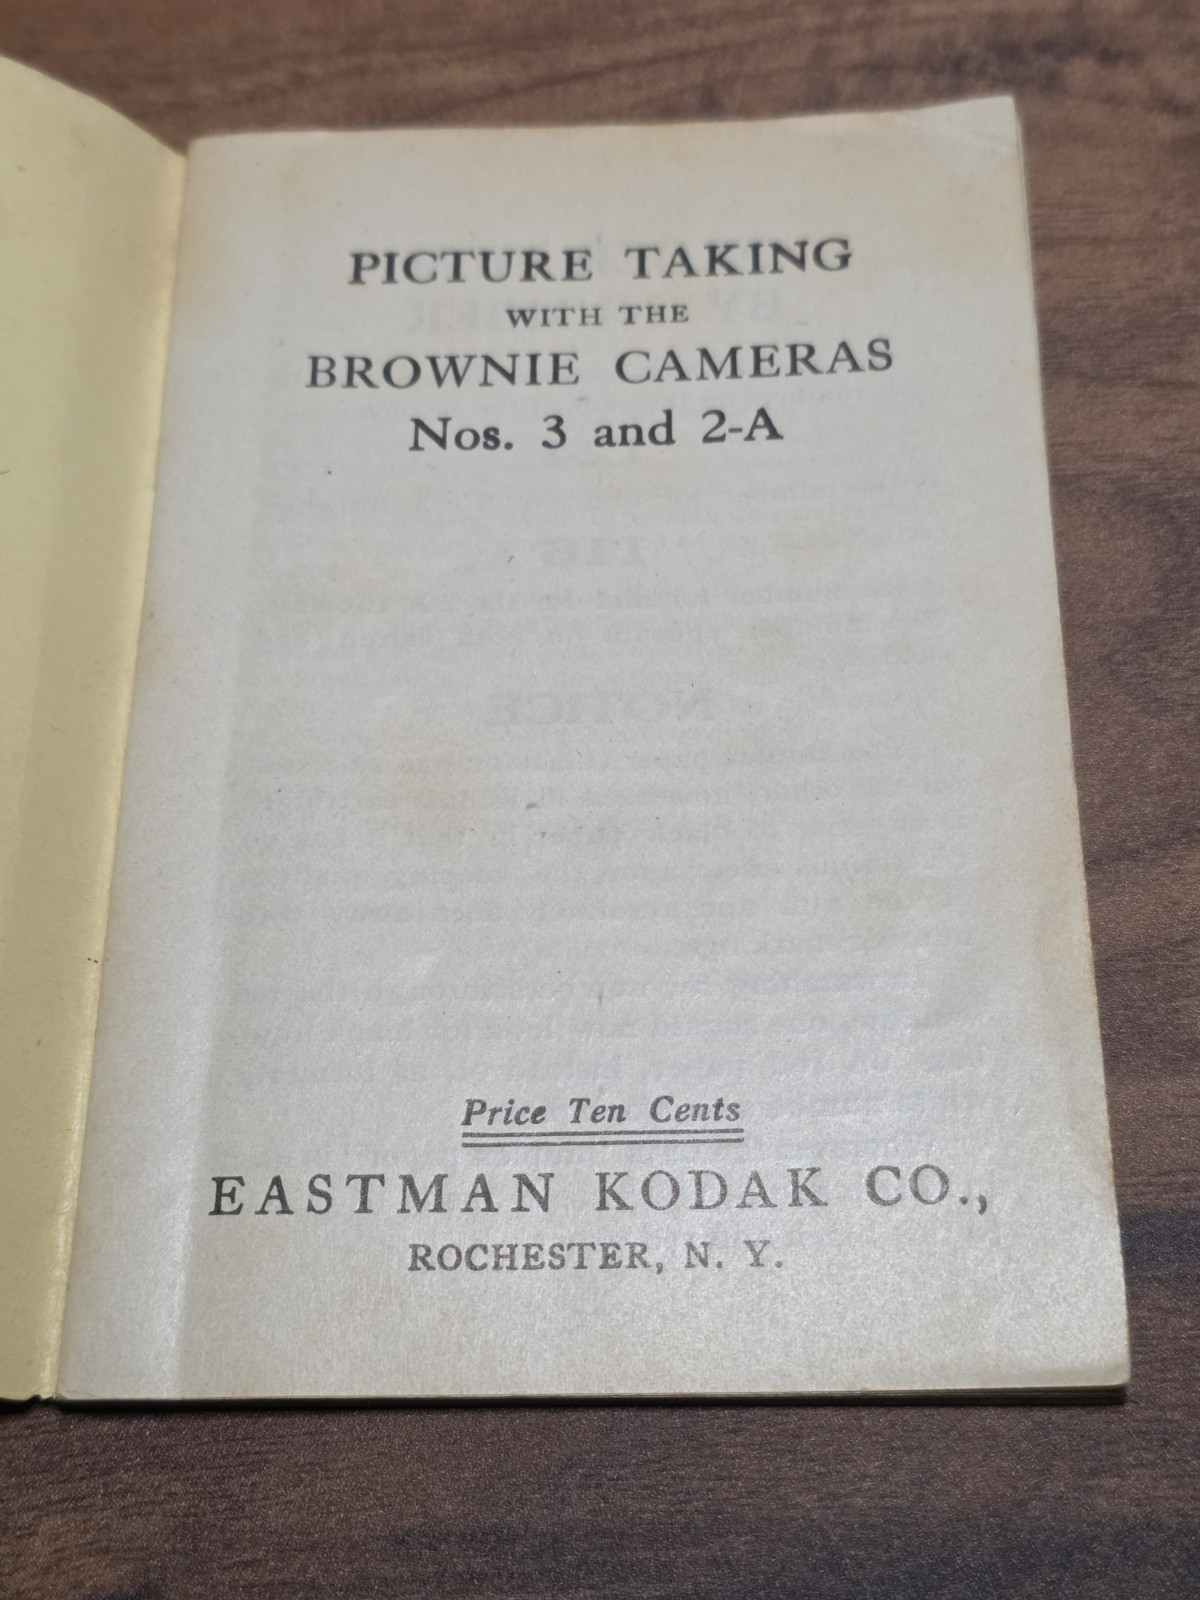 PICTURE TAKING
WITH THE
BROWNIE CAMERAS
Nos. 3 and 2-A
Price Ten Cents
EASTMAN KODAK CO.,
ROCHESTER, N. Y.